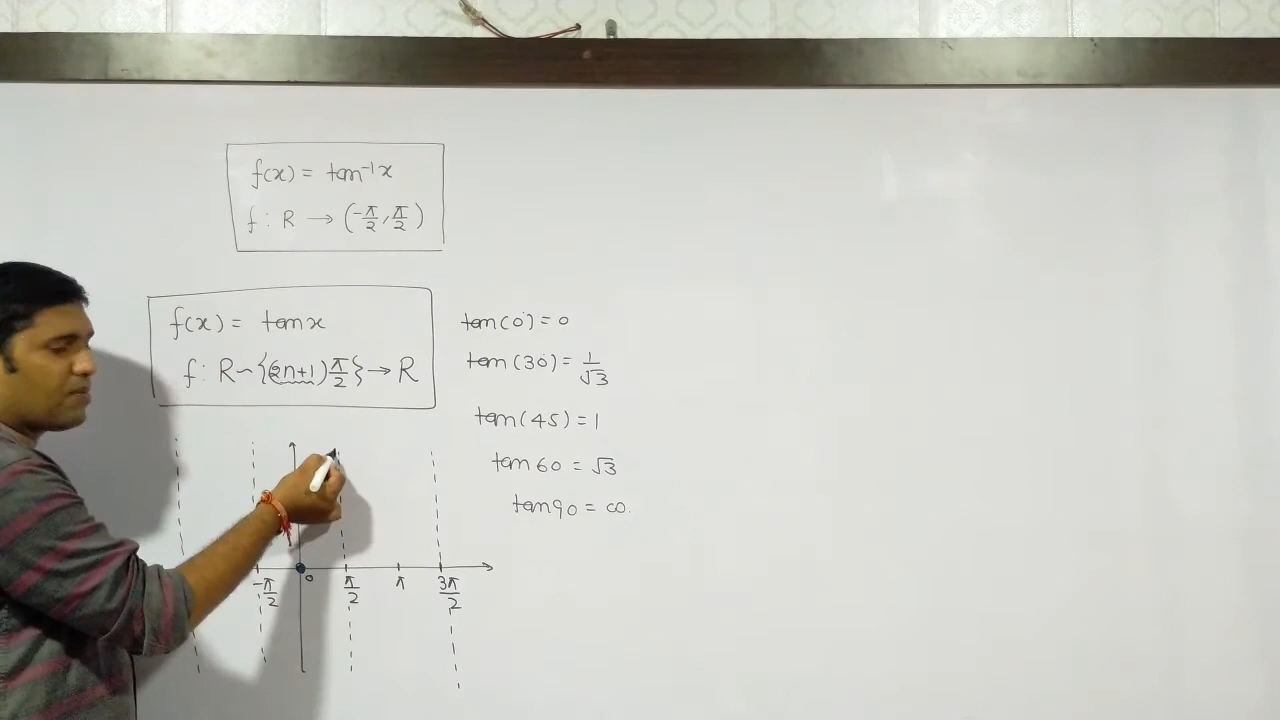 f(x) = tan⁻¹x
f : R → (-π/2, π/2)
f(x) = tanx
f : R ~ {(2n+1)π/2} → R
tan(0) = 0
tan(30) = 1/√3
tan(45) = 1
tan 60 = √3
tan 90 = ∞.
-π/2 0 π/2 π 3π/2